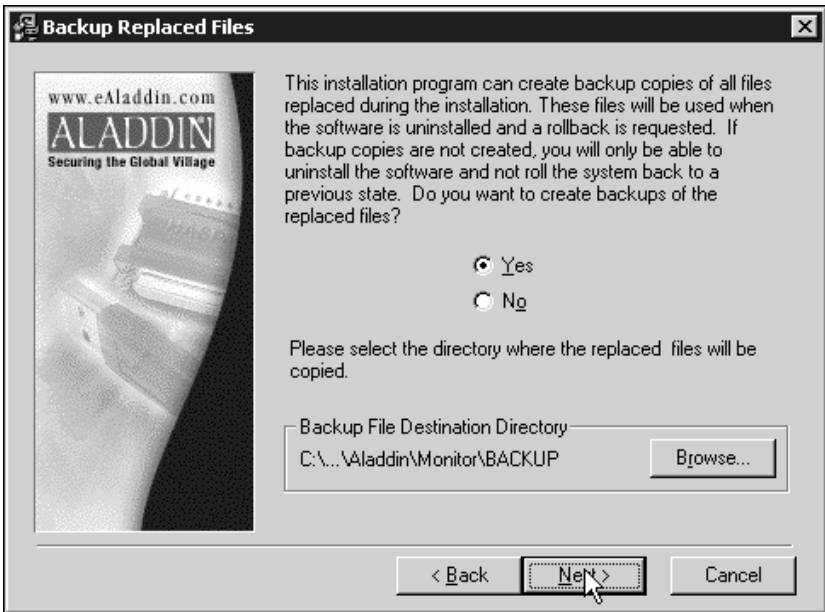 Backup Replaced Files
www.eAladdin.com
ALADDIN
Securing the Global Village
HASP
This installation program can create backup copies of all files
replaced during the installation. These files will be used when
the software is uninstalled and a rollback is requested. If
backup copies are not created, you will only be able to
uninstall the software and not roll the system back to a
previous state. Do you want to create backups of the
replaced files?
Yes
No
Please select the directory where the replaced files will be
copied.
Backup File Destination Directory
C:\...\Aladdin\Monitor\BACKUP
Browse...
< Back
Next >
Cancel